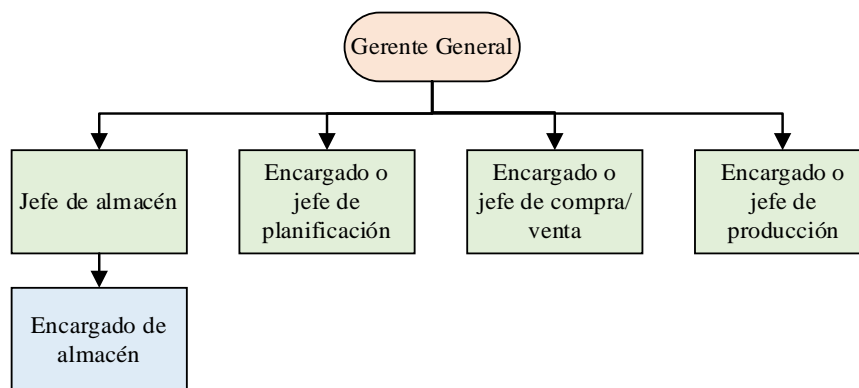 Gerente General
Jefe de almacén
Encargado o
jefe de
planificación
Encargado o
jefe de compra/
venta
Encargado o
jefe de
producción
Encargado de
almacén